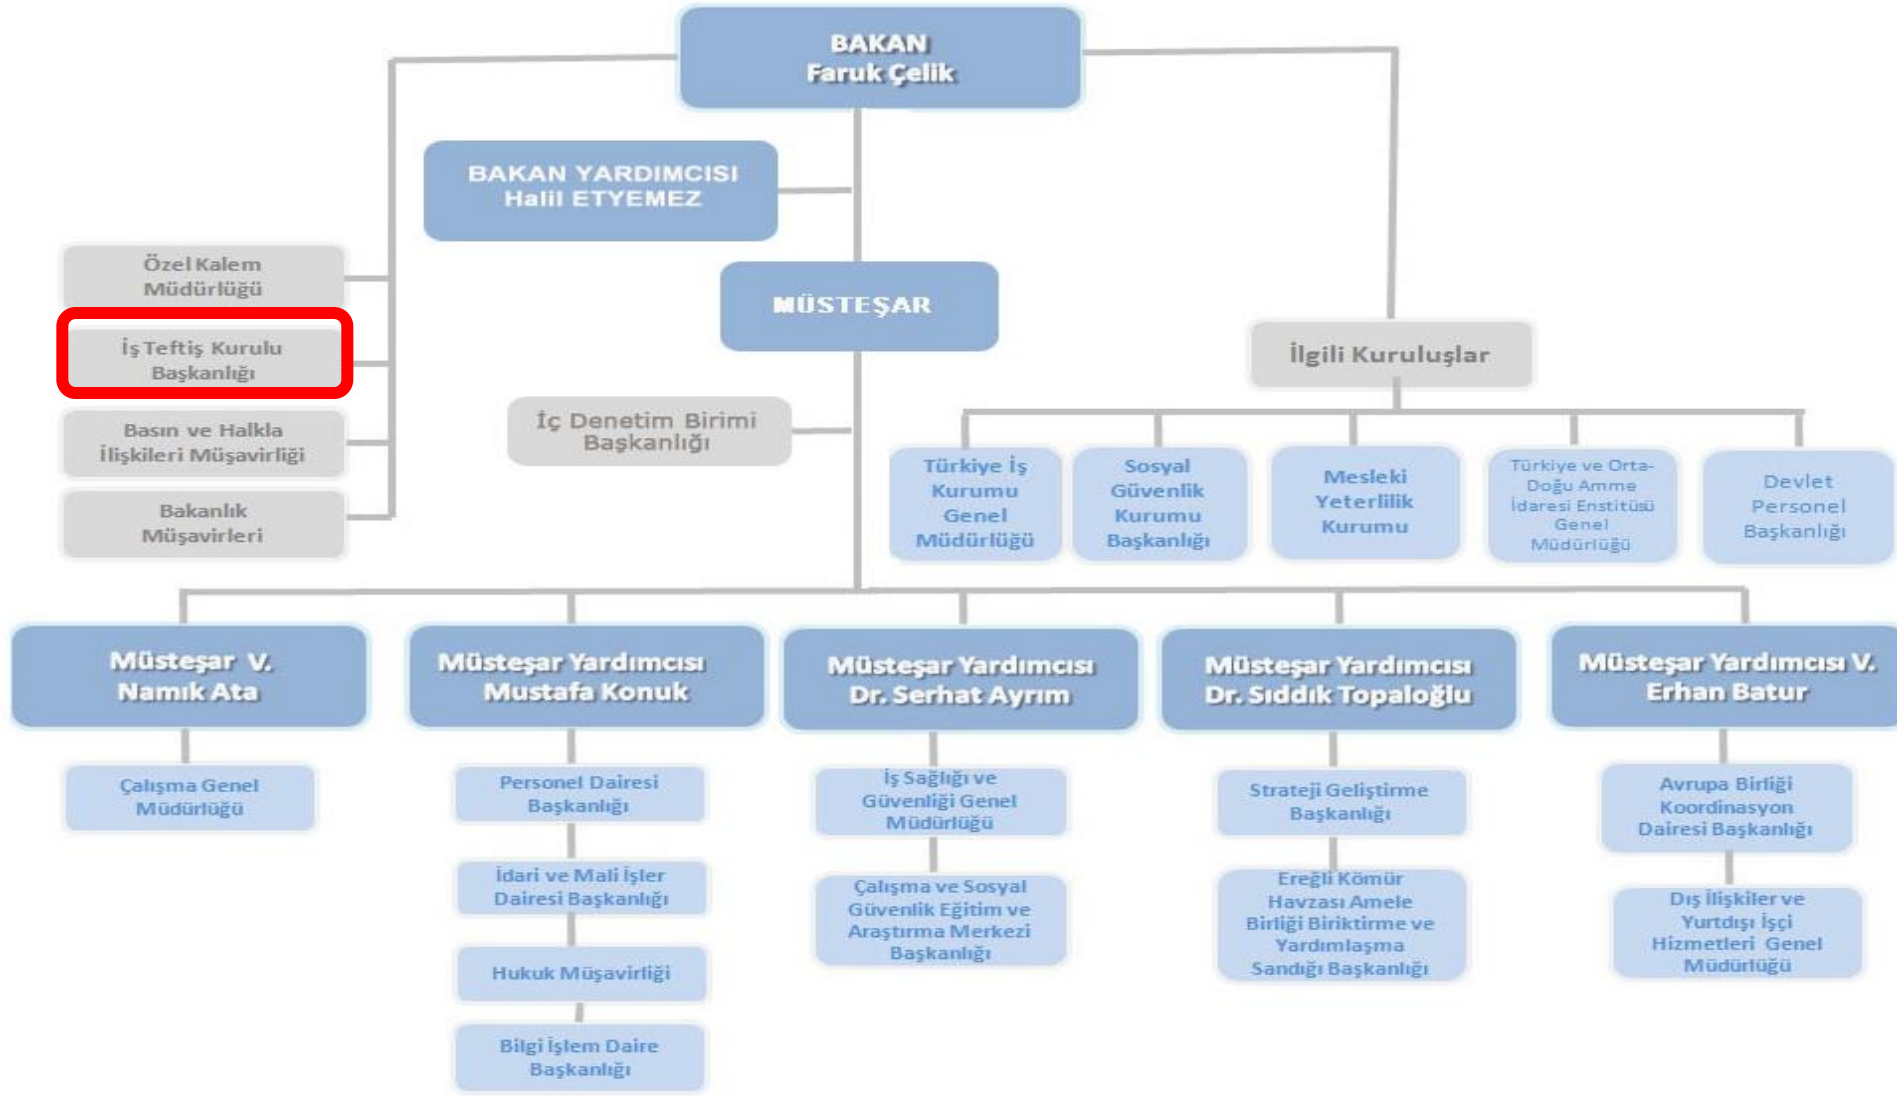 BAKAN
Faruk Çelik
BAKAN YARDIMCISI
Halil ETYEMEZ
MÜSTEŞAR
Özel Kalem
Müdürlüğü
İş Teftiş Kurulu
Başkanlığı
Basın ve Halkla
İlişkileri Müşavirliği
Bakanlık
Müşavirleri
İç Denetim Birimi
Başkanlığı
İlgili Kuruluşlar
Türkiye İş
Kurumu
Genel
Müdürlüğü
Sosyal
Güvenlik
Kurumu
Başkanlığı
Mesleki
Yeterlilik
Kurumu
Türkiye ve Orta-
Doğu Amme
İdaresi Enstitüsü
Genel
Müdürlüğü
Devlet
Personel
Başkanlığı
Müsteşar V.
Namık Ata
Müsteşar Yardımcısı
Mustafa Konuk
Müsteşar Yardımcısı
Dr. Serhat Ayrım
Müsteşar Yardımcısı
Dr. Sıddık Topaloğlu
Müsteşar Yardımcısı V.
Erhan Batur
Çalışma Genel
Müdürlüğü
Personel Dairesi
Başkanlığı
İdari ve Mali İşler
Dairesi Başkanlığı
Hukuk Müşavirliği
Bilgi İşlem Daire
Başkanlığı
İş Sağlığı ve
Güvenliği Genel
Müdürlüğü
Çalışma ve Sosyal
Güvenlik Eğitim ve
Araştırma Merkezi
Başkanlığı
Strateji Geliştirme
Başkanlığı
Ereğli Kömür
Havzası Amele
Birliği Biriktirme ve
Yardımlaşma
Sandığı Başkanlığı
Avrupa Birliği
Koordinasyon
Dairesi Başkanlığı
Dış İlişkiler ve
Yurtdışı İşçi
Hizmetleri Genel
Müdürlüğü